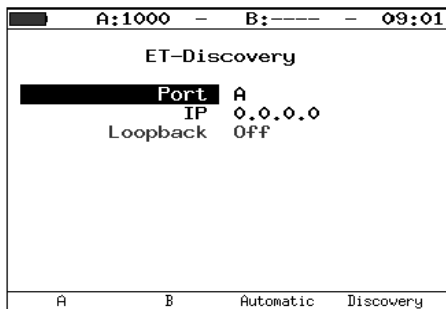 A:1000 – B:---- – 09:01
ET-Discovery
Port A
IP 0.0.0.0
Loopback Off
A B Automatic Discovery